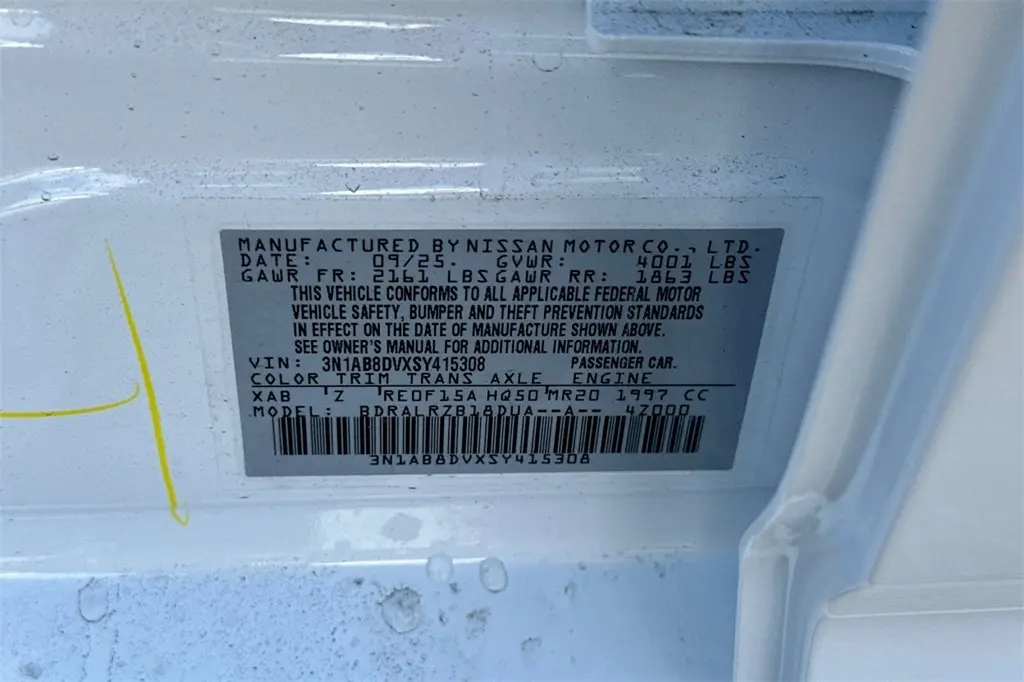 MANUFACTURED BY NISSAN MOTOR CO., LTD.
DATE: 09/25. GVWR: 4001 LBS
GAWR FR: 2161 LBS GAWR RR: 1863 LBS
THIS VEHICLE CONFORMS TO ALL APPLICABLE FEDERAL MOTOR
VEHICLE SAFETY, BUMPER AND THEFT PREVENTION STANDARDS
IN EFFECT ON THE DATE OF MANUFACTURE SHOWN ABOVE.
SEE OWNER'S MANUAL FOR ADDITIONAL INFORMATION.
VIN: 3N1AB8DVXSY415308 PASSENGER CAR.
COLOR TRIM TRANS AXLE ENGINE
XAB Z RE0F15A HQ50 MR20 1997 CC
MODEL: BDRALRZB18DUA--A-- 47000
3N1AB8DVXSY415308